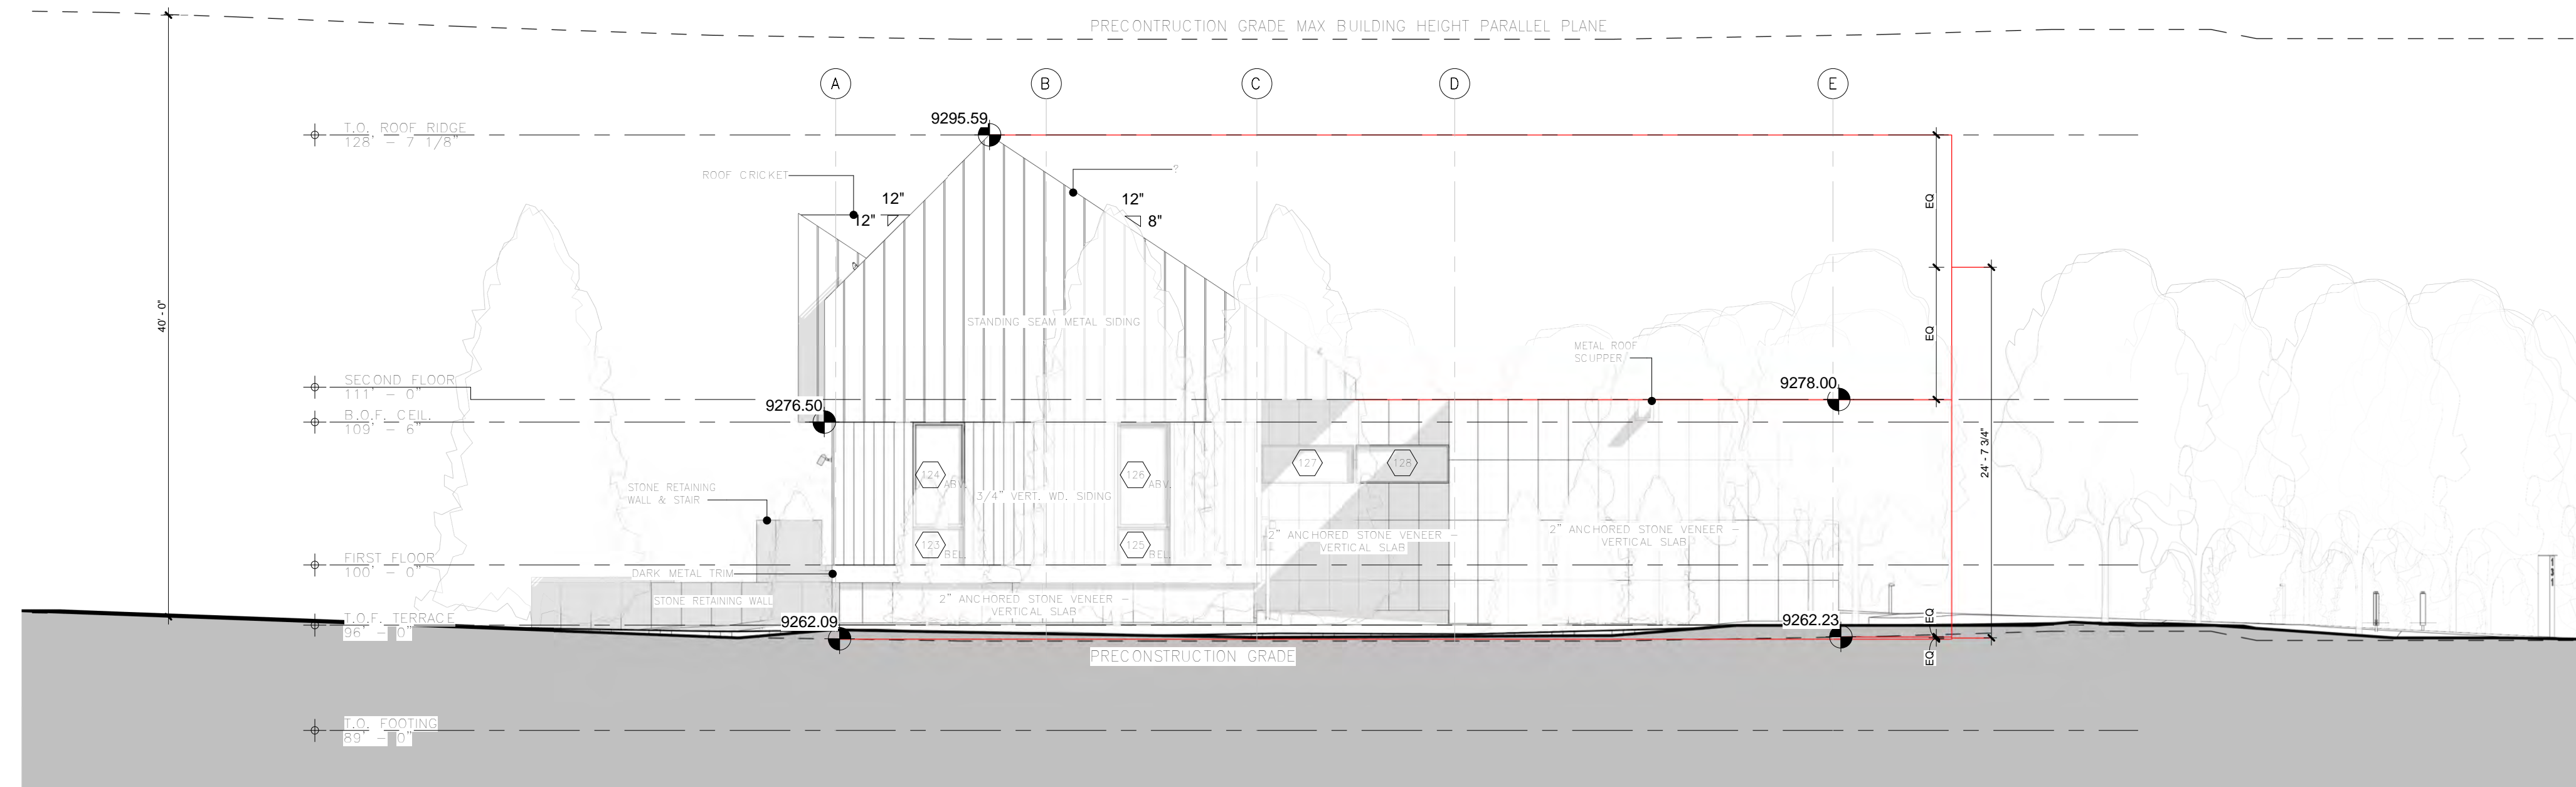 PRECONTRUCTION GRADE MAX BUILDING HEIGHT PARALLEL PLANE
A
B
C
D
E
9295.59
T.O. ROOF RIDGE
128' - 7 1/8"
40' - 0"
ROOF CRICKET
?
12"
12"
12"
8"
EQ
EQ
STANDING SEAM METAL SIDING
METAL ROOF
SCUPPER
SECOND FLOOR
111' - 0"
9278.00
9276.50
B.O.F. CEIL.
109' - 6"
24' - 7 3/4"
127
128
124
ABV.
126
ABV.
STONE RETAINING
WALL & STAIR
3/4" VERT. WD. SIDING
2" ANCHORED STONE VENEER -
VERTICAL SLAB
2" ANCHORED STONE VENEER -
VERTICAL SLAB
123
BEL.
125
BEL.
FIRST FLOOR
100' - 0"
DARK METAL TRIM
STONE RETAINING WALL
2" ANCHORED STONE VENEER -
VERTICAL SLAB
T.O.F. TERRACE
96' - 0"
9262.09
9262.23
EQ
EQ
PRECONSTRUCTION GRADE
T.O. FOOTING
89' - 0"